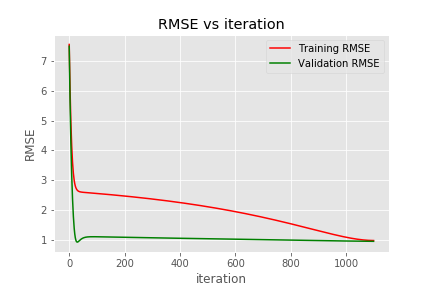 RMSE vs iteration
Training RMSE
Validation RMSE
7
6
5
4
3
2
1
RMSE
0
200
400
600
800
1000
iteration